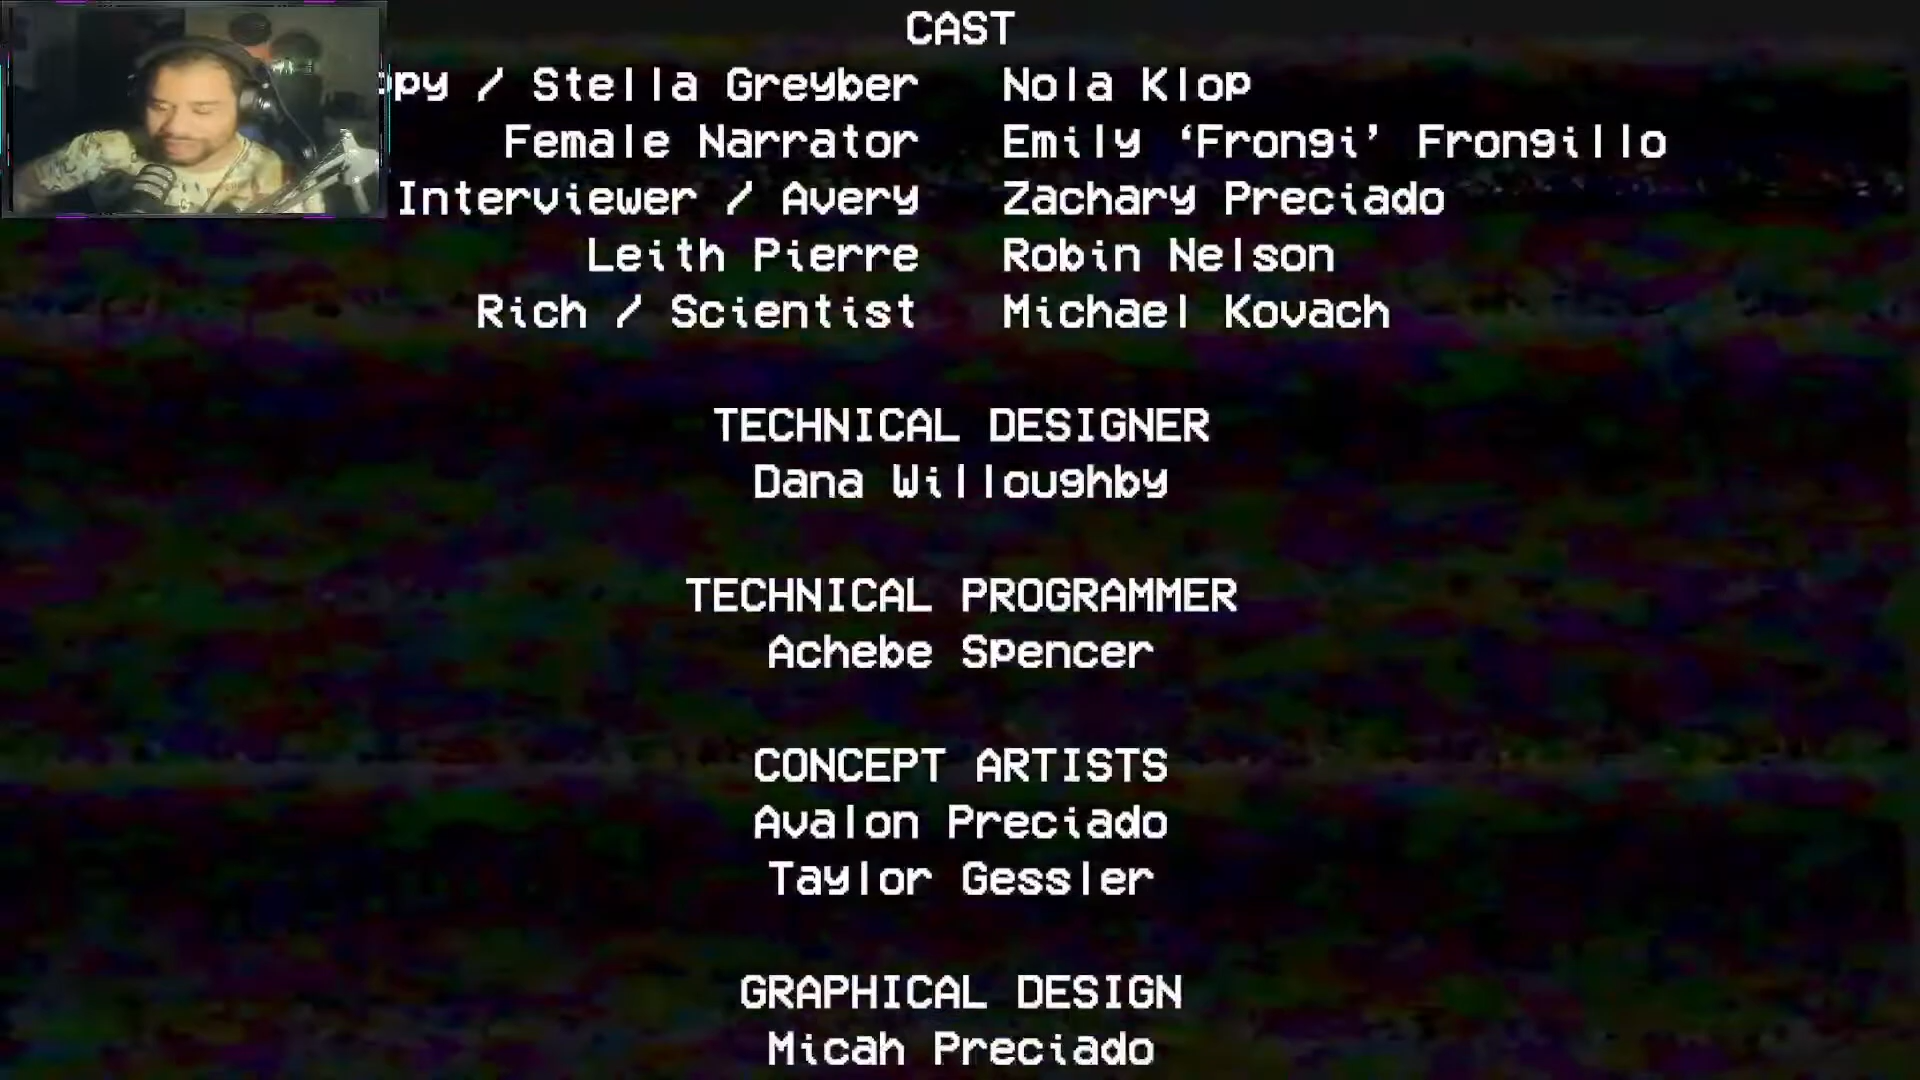 CAST
/ Stella Greyber Nola Klop
Female Narrator Emily ‘Frongi’ Frongillo
Interviewer / Avery Zachary Preciado
Leith Pierre Robin Nelson
Rich / Scientist Michael Kovach
TECHNICAL DESIGNER
Dana Willoughby
TECHNICAL PROGRAMMER
Achebe Spencer
CONCEPT ARTISTS
Avalon Preciado
Taylor Gessler
GRAPHICAL DESIGN
Micah Preciado